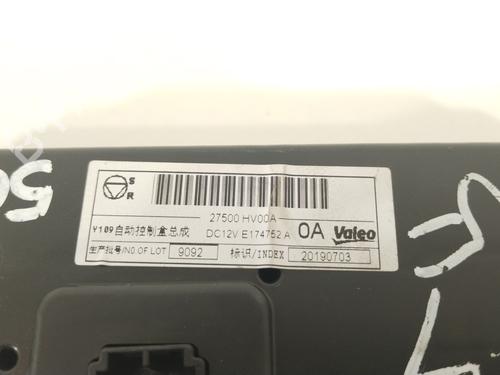 S
R
27500 HV00A
Y109自动控制盒总成 DC12V E174752 A 0A Valeo
生产批号/NO.OF LOT 9092 标识/INDEX 20190703